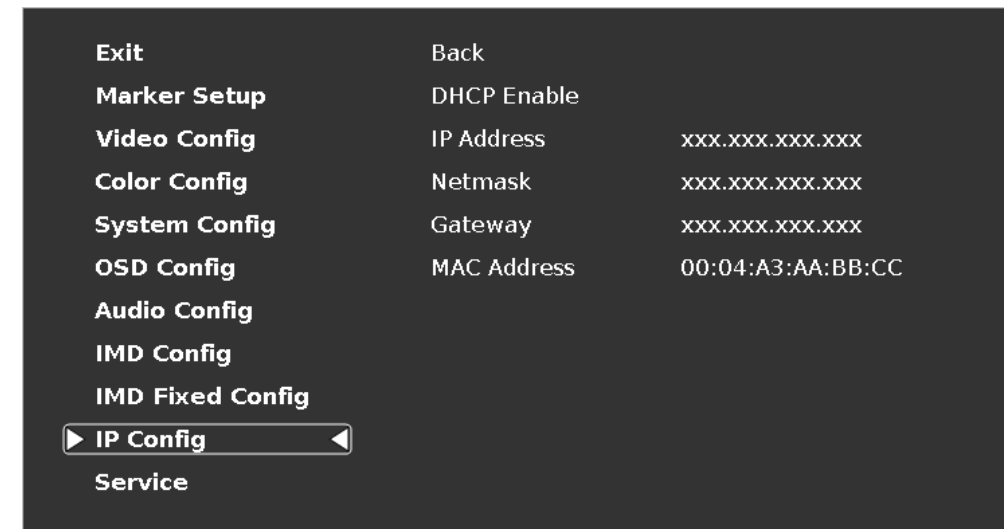 Exit Back
Marker Setup DHCP Enable
Video Config IP Address xxx.xxx.xxx.xxx
Color Config Netmask xxx.xxx.xxx.xxx
System Config Gateway xxx.xxx.xxx.xxx
OSD Config MAC Address 00:04:A3:AA:BB:CC
Audio Config
IMD Config
IMD Fixed Config
IP Config
Service